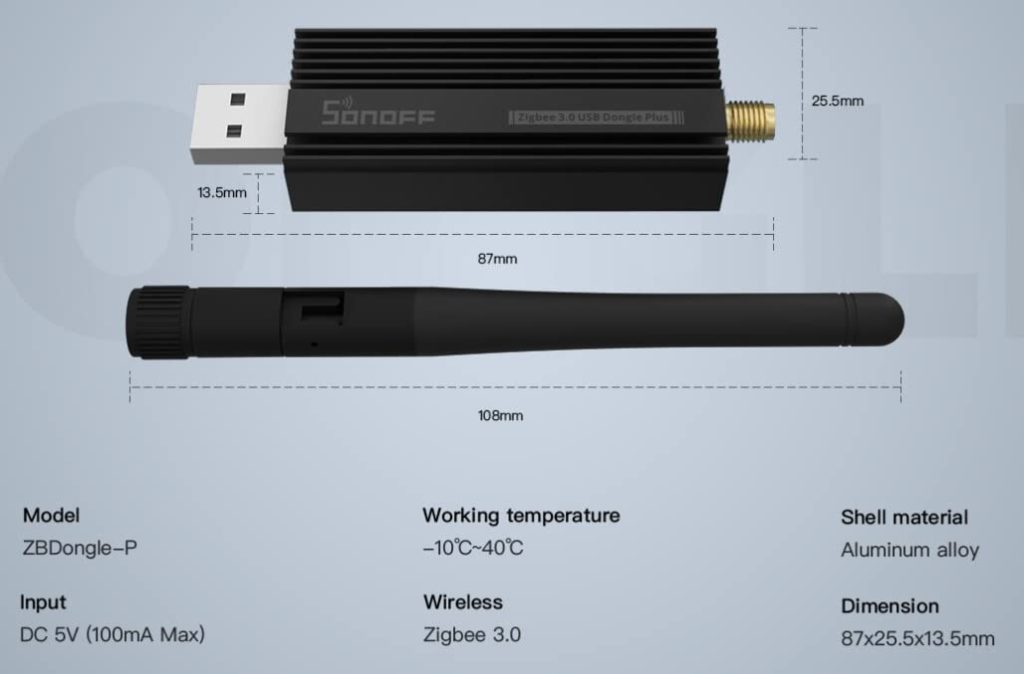 SONOFF
Zigbee 3.0 USB Dongle Plus
25.5mm
13.5mm
87mm
108mm
Model
ZBDongle-P
Working temperature
-10℃~40℃
Shell material
Aluminum alloy
Input
DC 5V (100mA Max)
Wireless
Zigbee 3.0
Dimension
87x25.5x13.5mm